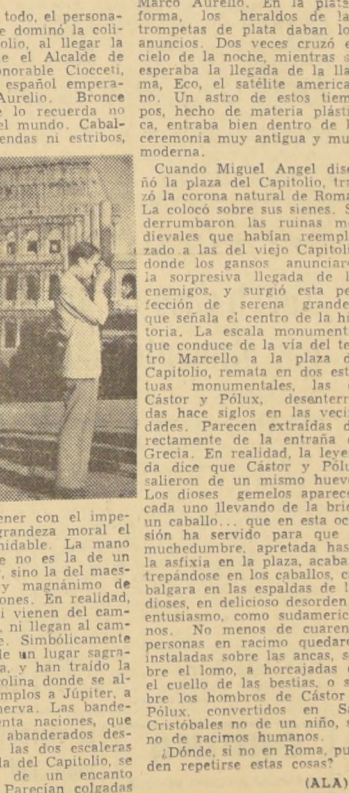 todo, el persona-
e dominó la coli-
olio, al llegar la
e el Alcalde de
onorable Ciocceti,
español empera-
Aurelio. Bronce
e lo recuerda no
el mundo. Cabal-
endas ni estribos,
ener con el impe-
grandeza moral el
nidable. La mano
e no es la de un
, sino la del maes-
y magnánimo de
ones. En realidad,
i vienen del cam-
, ni llegan al cam-
e. Simbólicamente
de un lugar sagra-
a, y han traído la
olina donde se al-
mplos a Júpiter, a
nerva. Las bande-
enta naciones, que
abanderados des-
las dos escaleras
la del Capitolio, se
de un encanto
Parecían colgadas
Marco Aurelio. En la plata-
forma, los heraldos de la
trompetas de plata daban lo
anuncios. Dos veces cruzó e
cielo de la noche, mientras
esperaba la llegada de la lla
ma, Eco, el satélite america
no. Un astro de estos tiem
pos, hecho de materia plásti
ca, entraba bien dentro de l
ceremonia muy antigua y mu
moderna.
Cuando Miguel Angel dise
ñó la plaza del Capitolio, tra
zó la corona natural de Roma
La colocó sobre sus sienes. S
derrumbaron las ruinas me
dievales que habían reempl
zado a las del viejo Capitoli
donde los gansos anunciaro
la sorpresiva llegada de l
enemigos, y surgió esta pe
fección de serena grande
que señala el centro de la his
toria. La escala monument
que conduce de la vía del te
tro Marcello a la plaza d
Capitolio, remata en dos est
tuas monumentales, las
Cástor y Pólux, desenterr
das hace siglos en las veci
dades. Parecen extraídas d
rectamente de la entraña
Grecia. En realidad, la leye
da dice que Cástor y Pólu
salieron de un mismo huevo
Los dioses gemelos aparece
cada uno llevando de la brid
un caballo... que en esta oca
sión ha servido para que
muchedumbre, apretada has
la asfixia en la plaza, acaba
trepándose en los caballos, c
balgara en las espaldas de l
dioses, en delicioso desorden
entusiasmo, como sudameric
nos. No menos de cuaren
personas en racimo quedaro
instaladas sobre las ancas, s
bre el lomo, a horcajadas
el cuello de las bestias, o s
bre los hombros de Cástor
Pólux, convertidos en Sa
Cristóbales no de un niño, s
no de racimos humanos.
¿Dónde, si no en Roma, pu
den repetirse estas cosas?
(ALA)